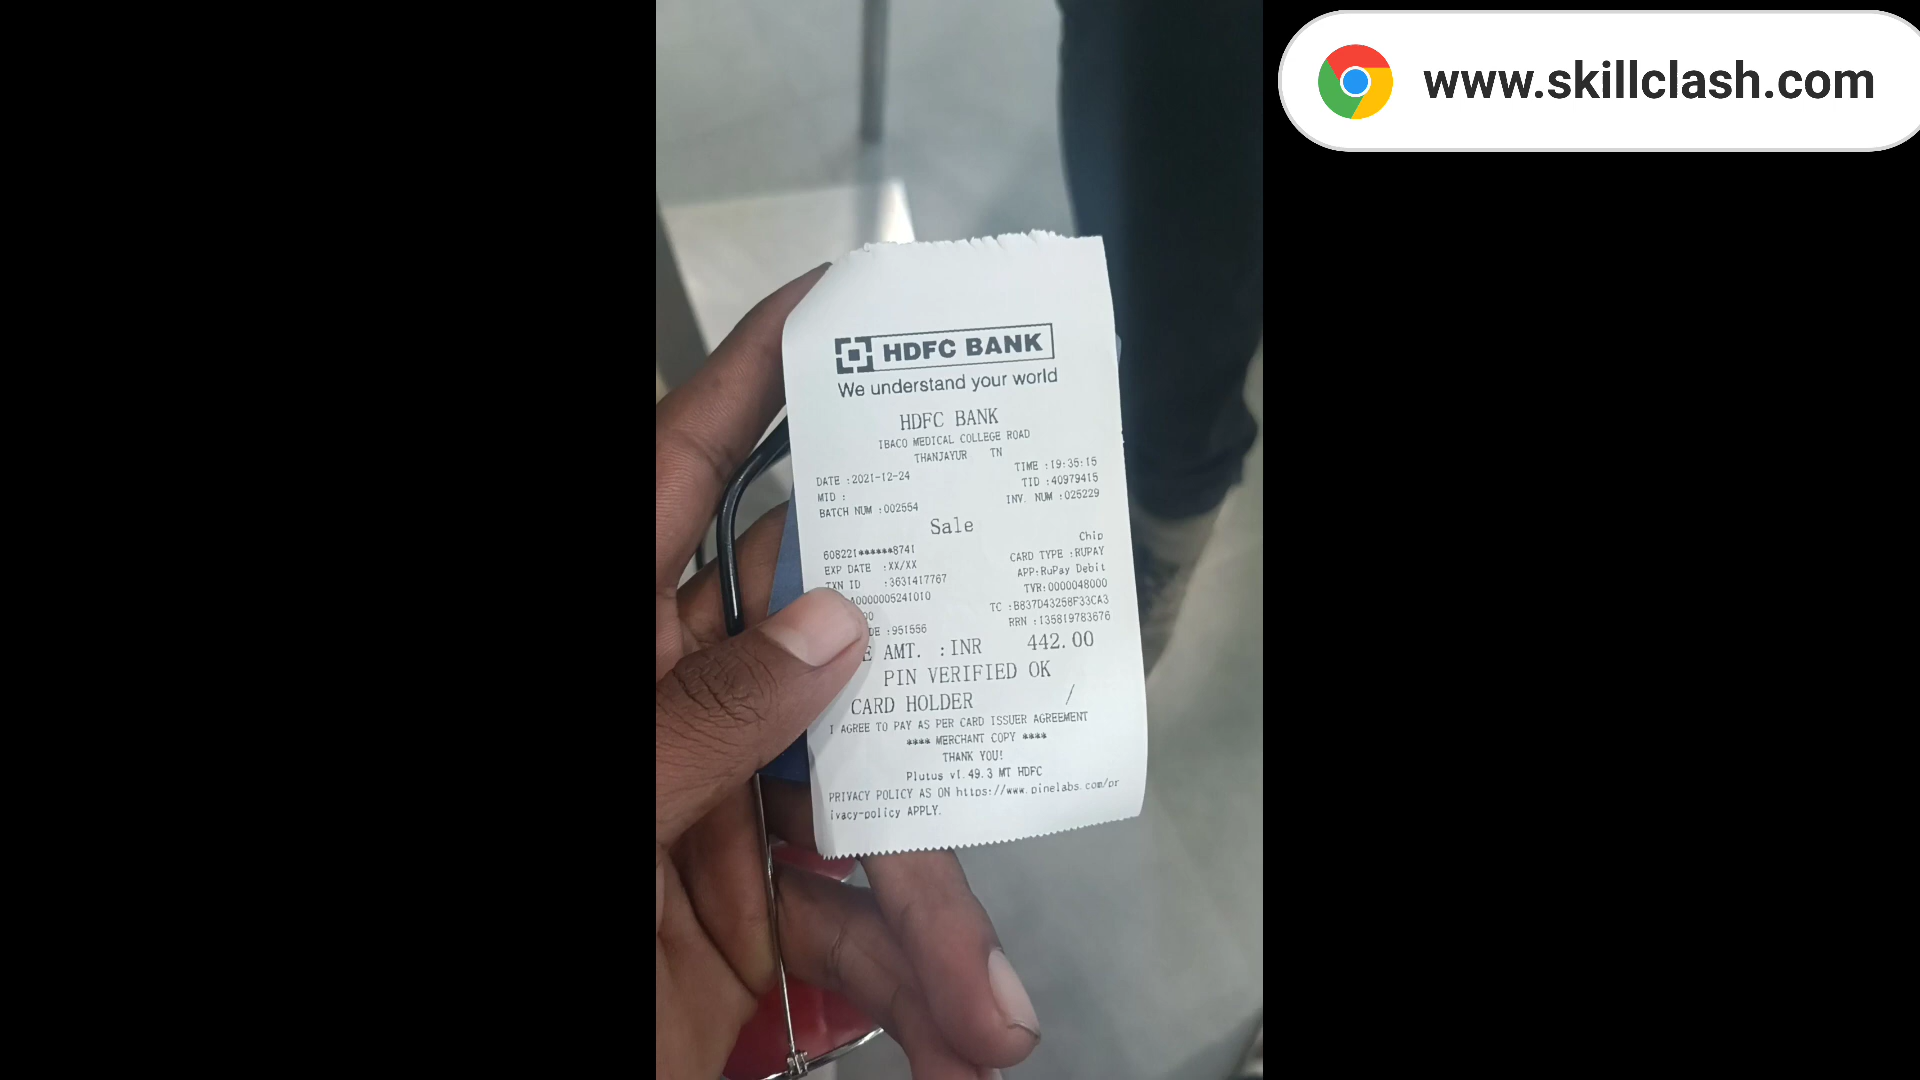 www.skillclash.com
HDFC BANK
We understand your world
HDFC BANK
IBACO MEDICAL COLLEGE ROAD
THANJAYUR TN
DATE :2021-12-24 TIME :19:35:15
MID : TID :40979415
BATCH NUM :002554 INV. NUM :025229
Sale
608221******8741 Chip
EXP DATE :XX/XX CARD TYPE :RUPAY
TXN ID :3631417767 APP:RuPay Debit
A0000005241010 TVR:0000048000
00 TC :B837D43258F33CA3
DE :951556 RRN :135819783676
E AMT. :INR 442.00
PIN VERIFIED OK
CARD HOLDER /
I AGREE TO PAY AS PER CARD ISSUER AGREEMENT
**** MERCHANT COPY ****
THANK YOU!
Plutus v1.49.3 MT HDFC
PRIVACY POLICY AS ON https://www.pinelabs.com/pr
ivacy-policy APPLY.